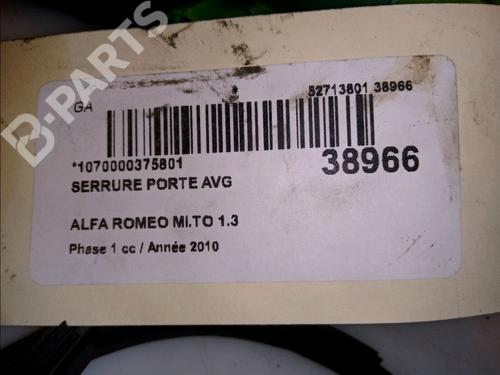 B-PARTS
GA
52713801 38966
*1070000375801
38966
SERRURE PORTE AVG
ALFA ROMEO MI.TO 1.3
Phase 1 cc / Année 2010